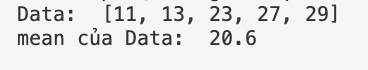 Data:  [11, 13, 23, 27, 29]
mean của Data:  20.6